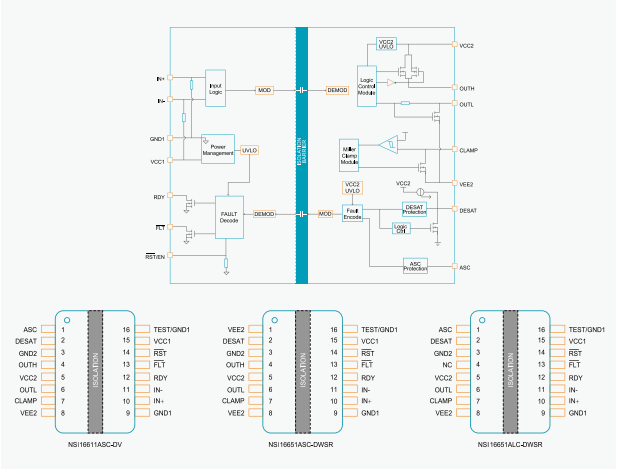 VCC2
UVLO
VCC2
IN+
Input
Logic
MOD
DEMOD
Logic
Control
Module
OUTH
OUTL
IN-
GND1
Power
Management
UVLO
VCC1
ISOLATION
BARRIER
Miller
Clamp
Module
CLAMP
VEE2
VCC2
UVLO
VCC2
RDY
FAULT
Decode
DEMOD
MOD
Fault
Encode
DESAT
Protection
DESAT
Logic
Ctrl
FLT
RST/EN
ASC
Protection
ASC
ASC 1 16 TEST/GND1
DESAT 2 15 VCC1
GND2 3 14 RST
OUTH 4 13 FLT
VCC2 5 12 RDY
OUTL 6 11 IN-
CLAMP 7 10 IN+
VEE2 8 9 GND1
ISOLATION
NSI16611ASC-DV
VEE2 1 16 TEST/GND1
DESAT 2 15 VCC1
GND2 3 14 RST
OUTH 4 13 FLT
VCC2 5 12 RDY
OUTL 6 11 IN-
CLAMP 7 10 IN+
VEE2 8 9 GND1
ISOLATION
NSI16651ASC-DWSR
ASC 1 16 TEST/GND1
DESAT 2 15 VCC1
GND2 3 14 RST
NC 4 13 FLT
VCC2 5 12 RDY
OUTL 6 11 IN-
CLAMP 7 10 IN+
VEE2 8 9 GND1
ISOLATION
NSI16651ALC-DWSR